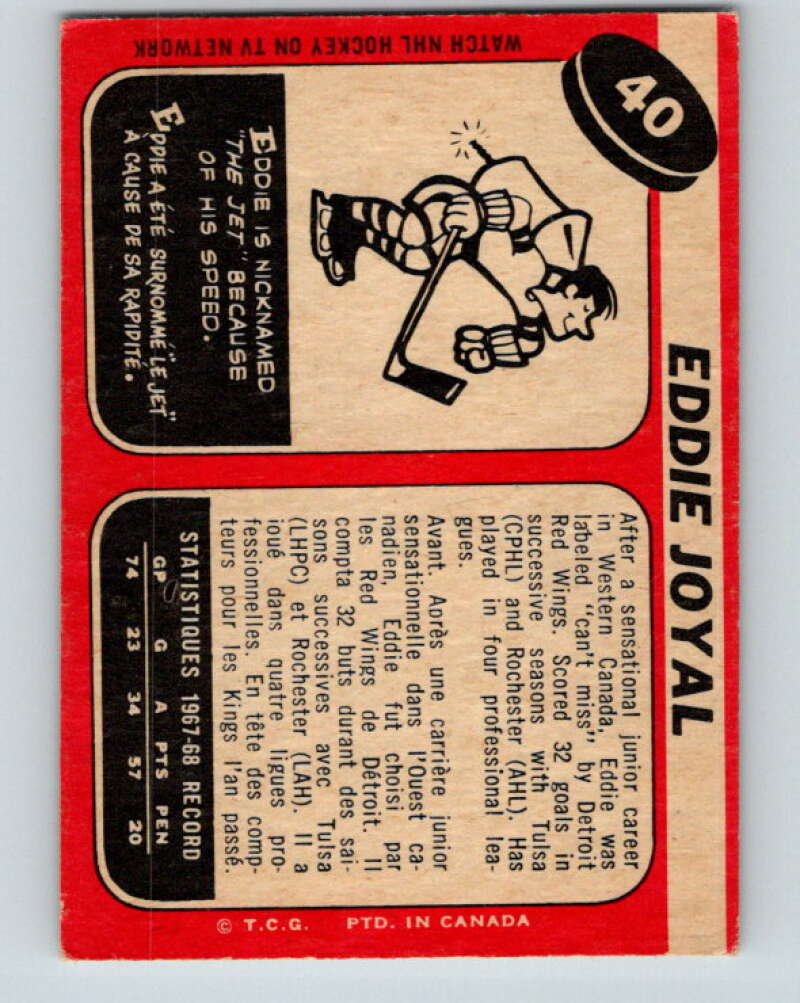 40
EDDIE JOYAL
WATCH NHL HOCKEY ON TV NETWORK
EDDIE IS NICKNAMED
"THE JET" BECAUSE
OF HIS SPEED.
EDDIE A ÉTÉ SURNOMMÉ "LE JET"
À CAUSE DE SA RAPIDITÉ.
After a sensational junior career
in Western Canada, Eddie was
labeled "can't miss" by Detroit
Red Wings. Scored 32 goals in
successive seasons with Tulsa
(CPHL) and Rochester (AHL). Has
played in four professional lea-
gues.
Avant. Après une carrière junior
sensationnelle dans l'Ouest ca-
nadien, Eddie fut choisi par
les Red Wings de Détroit. Il
compta 32 buts durant des sai-
sons successives avec Tulsa
(LHPC) et Rochester (LAH). Il a
joué dans quatre ligues pro-
fessionnelles. En tête des comp-
teurs pour les Kings l'an passé.
STATISTIQUES 1967-68 RECORD
GP G A PTS PEN
74 23 34 57 20
© T.C.G. PTD. IN CANADA